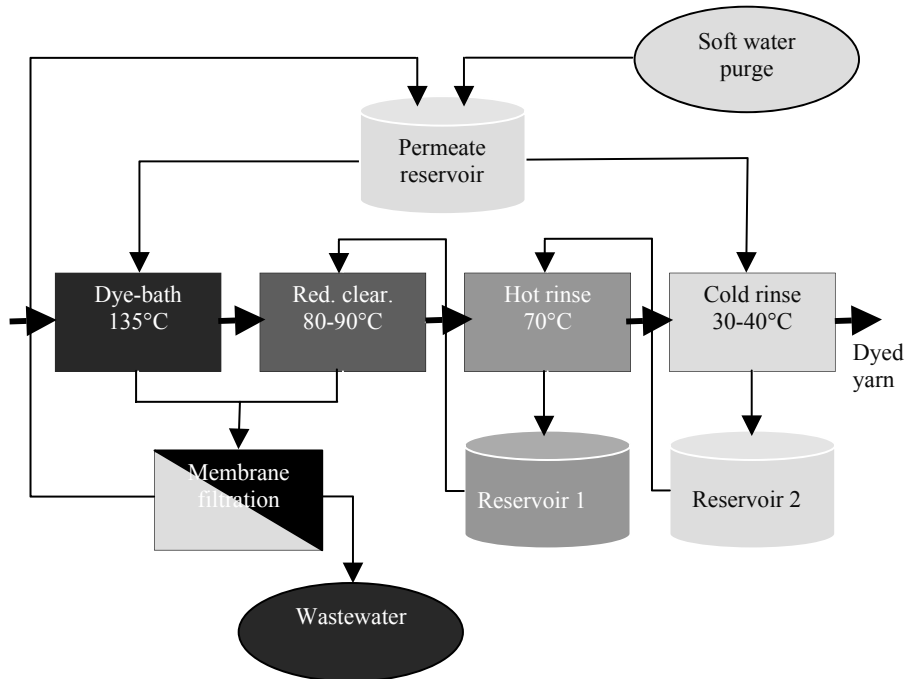 Soft water
purge
Permeate
reservoir
Dye-bath
135°C
Red. clear.
80-90°C
Hot rinse
70°C
Cold rinse
30-40°C
Dyed
yarn
Membrane
filtration
Reservoir 1
Reservoir 2
Wastewater